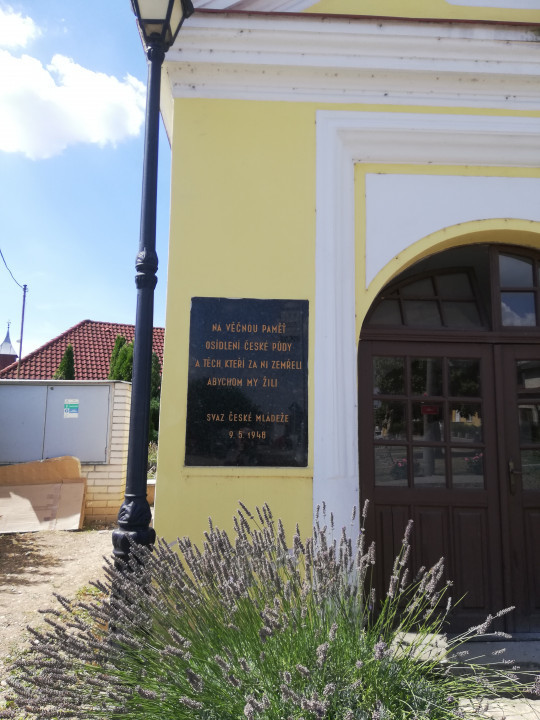 NA VĚČNOU PAMĚŤ
OSÍDLENÍ ČESKÉ PŮDY
A TĚCH KTEŘÍ ZA NI ZEMŘELI
ABYCHOM MY ŽILI
SVAZ ČESKÉ MLÁDEŽE
9.5.1948